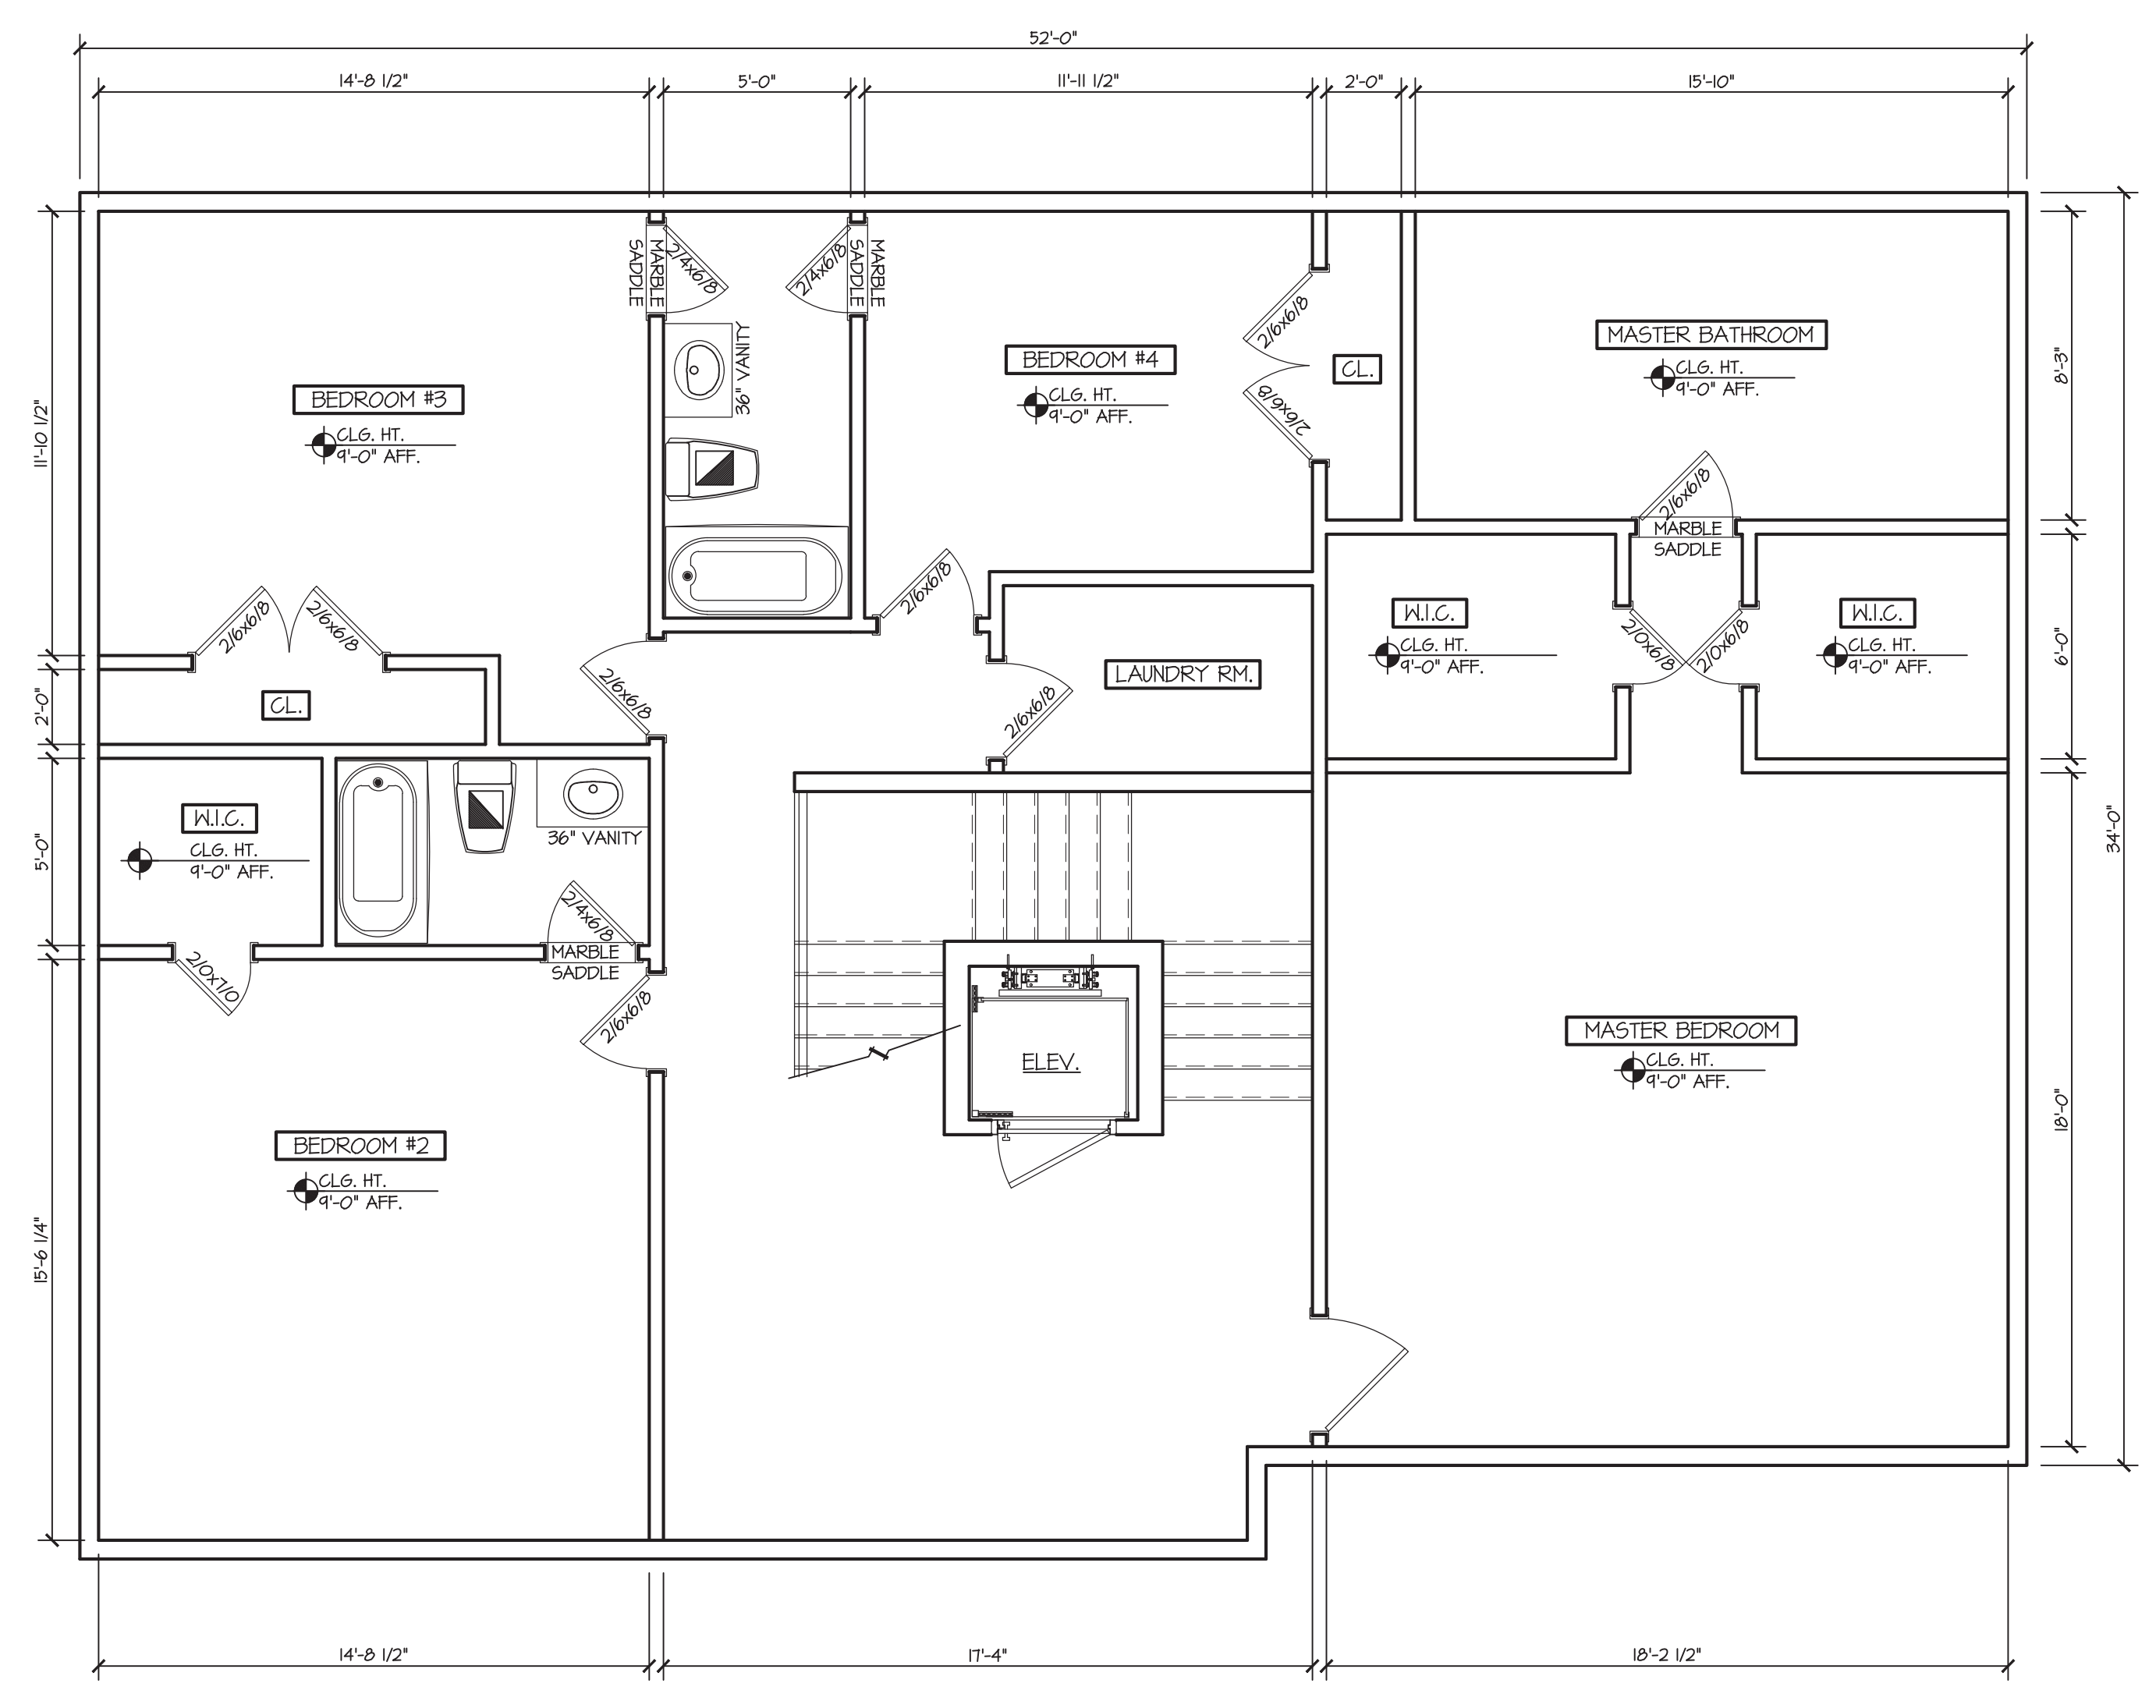 52'-0"
14'-8 1/2"
5'-0"
11'-11 1/2"
2'-0"
15'-10"
MARBLE
SADDLE
2/4x6/8
2/4x6/8
MARBLE
SADDLE
36" VANITY
BEDROOM #3
CLG. HT.
9'-0" AFF.
BEDROOM #4
CLG. HT.
9'-0" AFF.
2/6x6/8
2/6x6/8
CL.
MASTER BATHROOM
CLG. HT.
9'-0" AFF.
2/6x6/8
MARBLE
SADDLE
11'-10 1/2"
8'-3"
2/6x6/8
2/6x6/8
2/6x6/8
2/6x6/8
W.I.C.
CLG. HT.
9'-0" AFF.
2/0x6/8
2/0x6/8
W.I.C.
CLG. HT.
9'-0" AFF.
6'-0"
LAUNDRY RM.
2/6x6/8
CL.
2'-0"
W.I.C.
CLG. HT.
9'-0" AFF.
36" VANITY
5'-0"
34'-0"
2/4x6/8
MARBLE
SADDLE
2/0x7/0
2/6x6/8
ELEV.
MASTER BEDROOM
CLG. HT.
9'-0" AFF.
18'-0"
BEDROOM #2
CLG. HT.
9'-0" AFF.
15'-6 1/4"
14'-8 1/2"
17'-4"
18'-2 1/2"